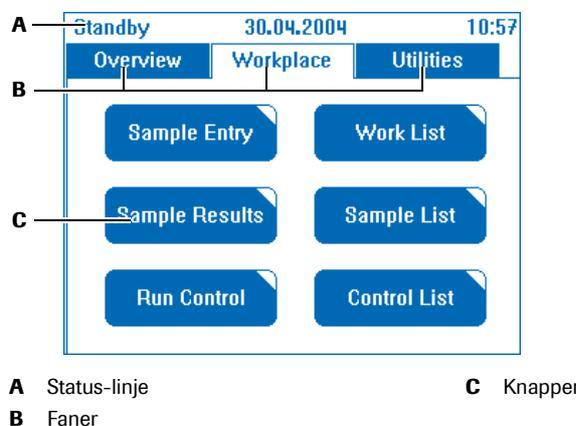 A Standby 30.04.2004 10:57
Overview Workplace Utilities
B
Sample Entry Work List
C Sample Results Sample List
Run Control Control List
A Status-linje C Knapper
B Faner